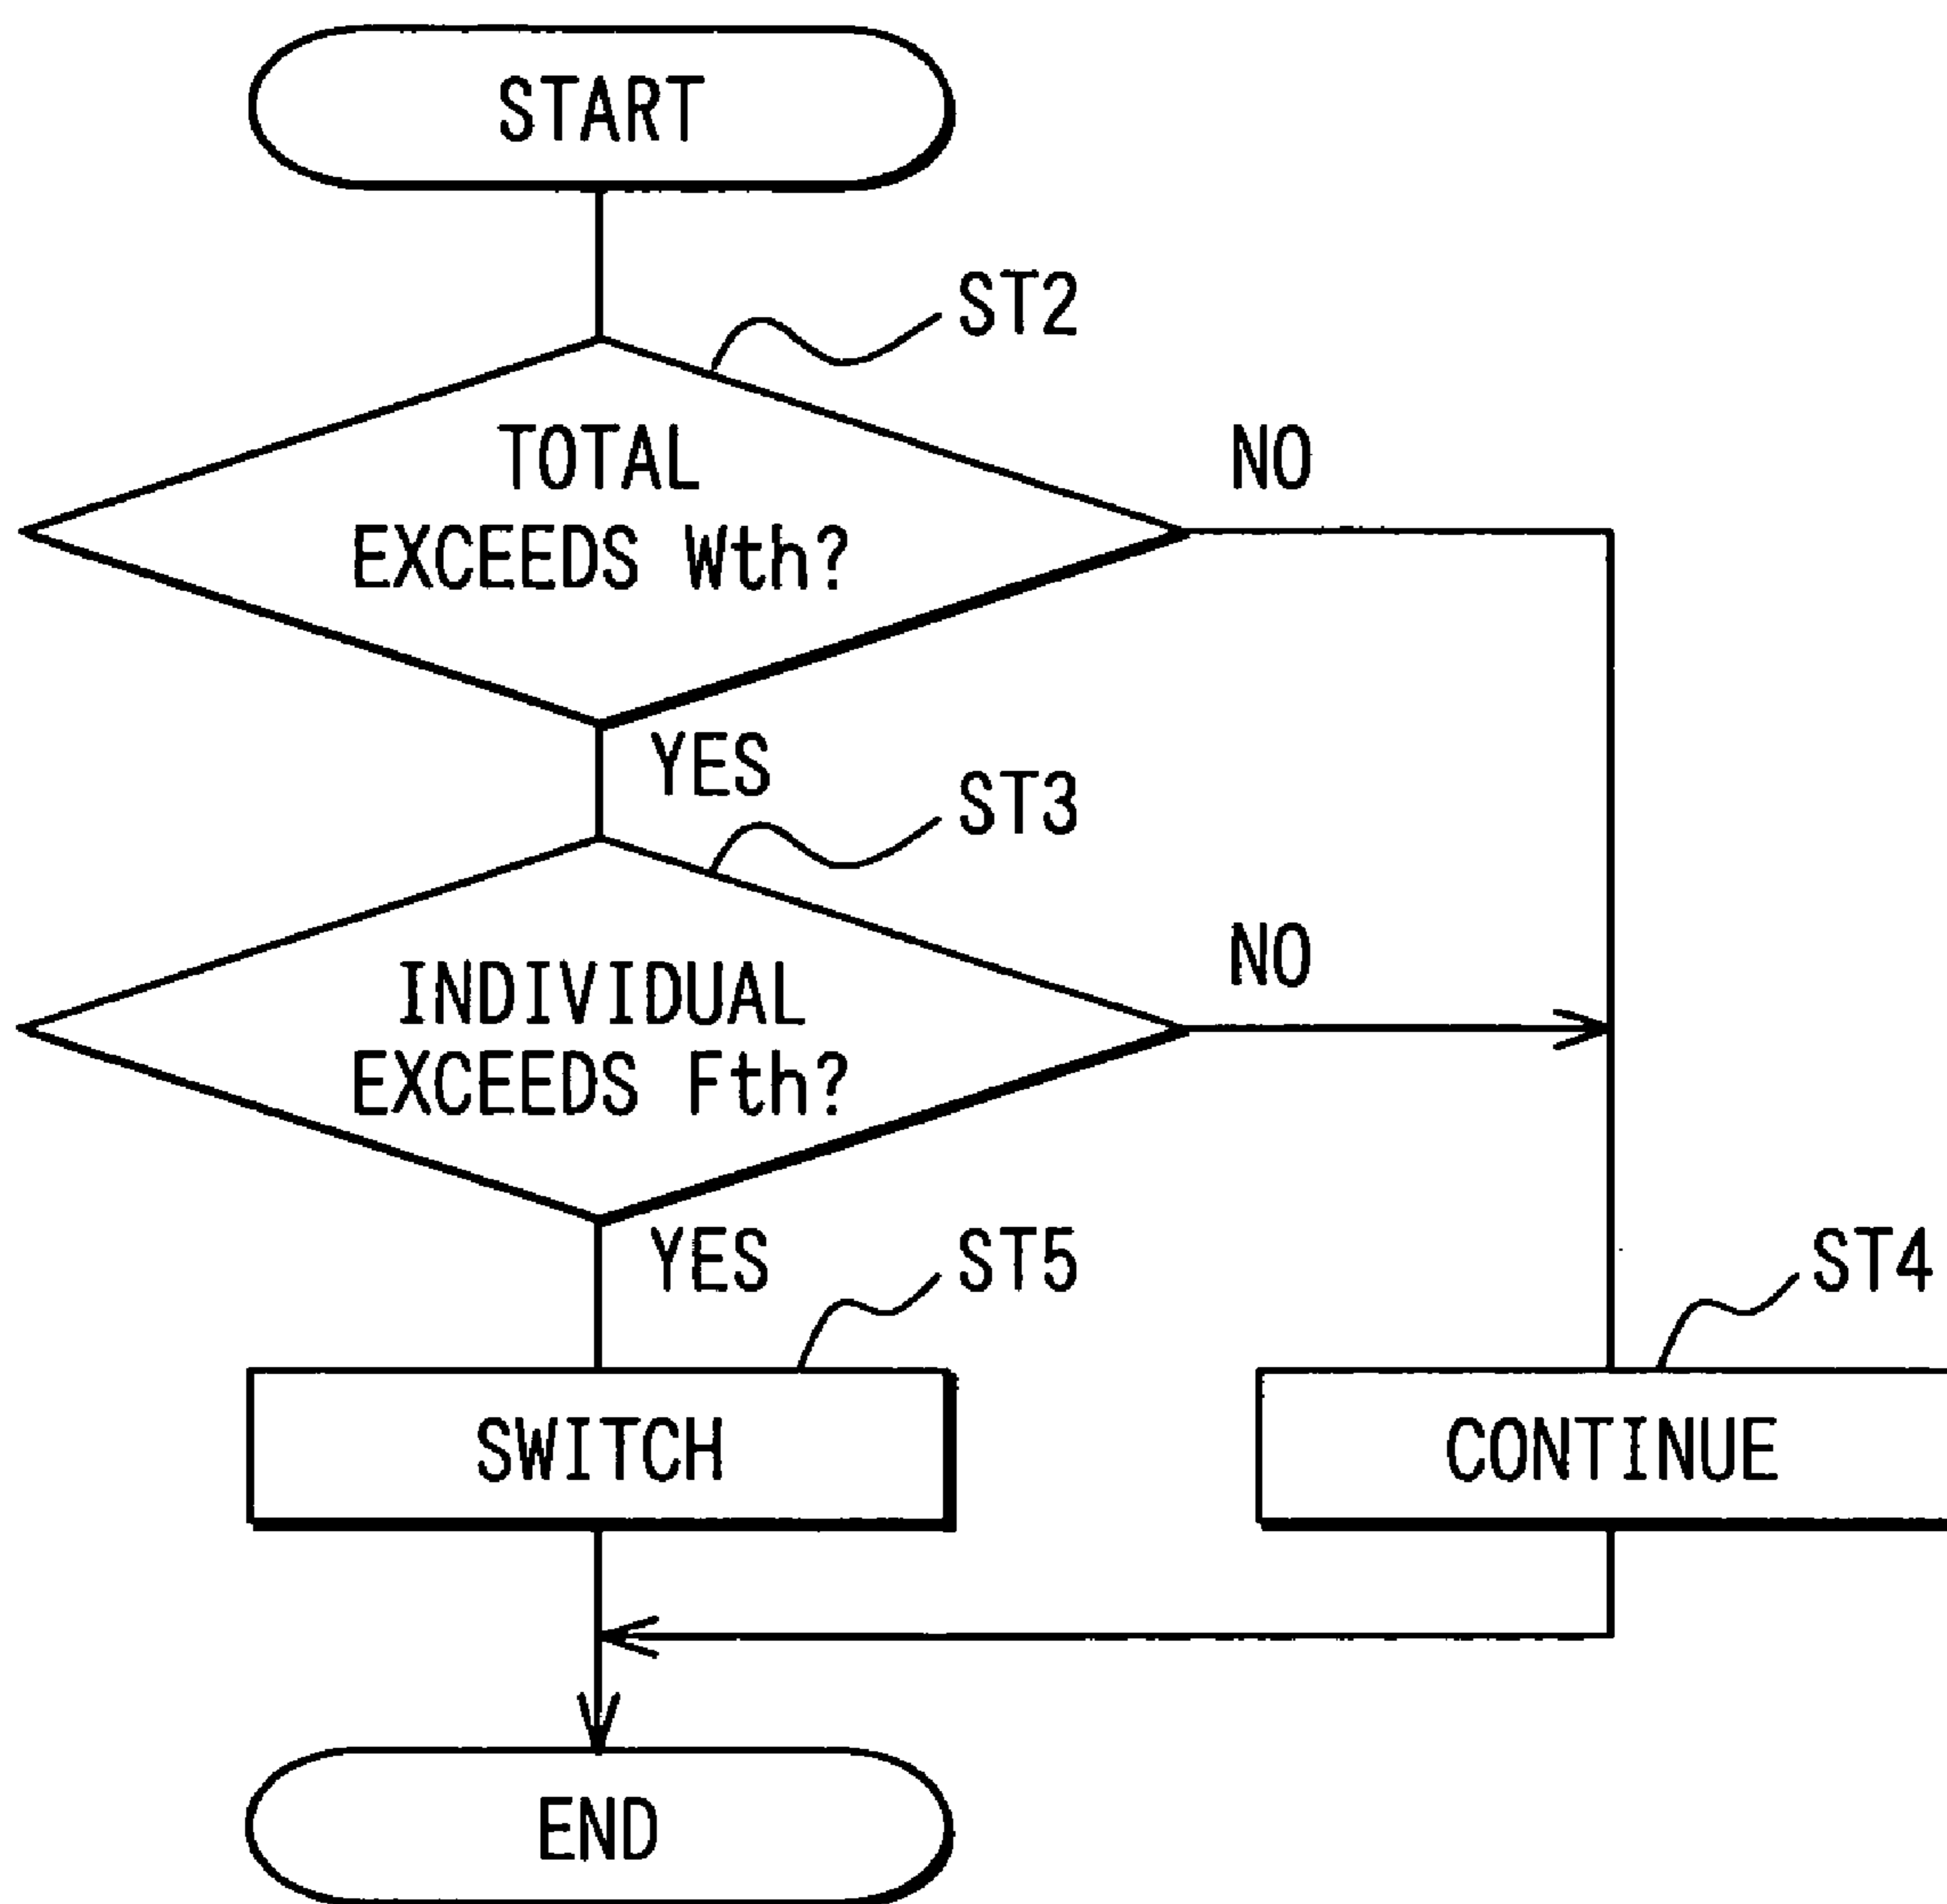 START
ST2
TOTAL
EXCEEDS Wth?
NO
YES
ST3
INDIVIDUAL
EXCEEDS Fth?
NO
YES
ST5
ST4
SWITCH
CONTINUE
END